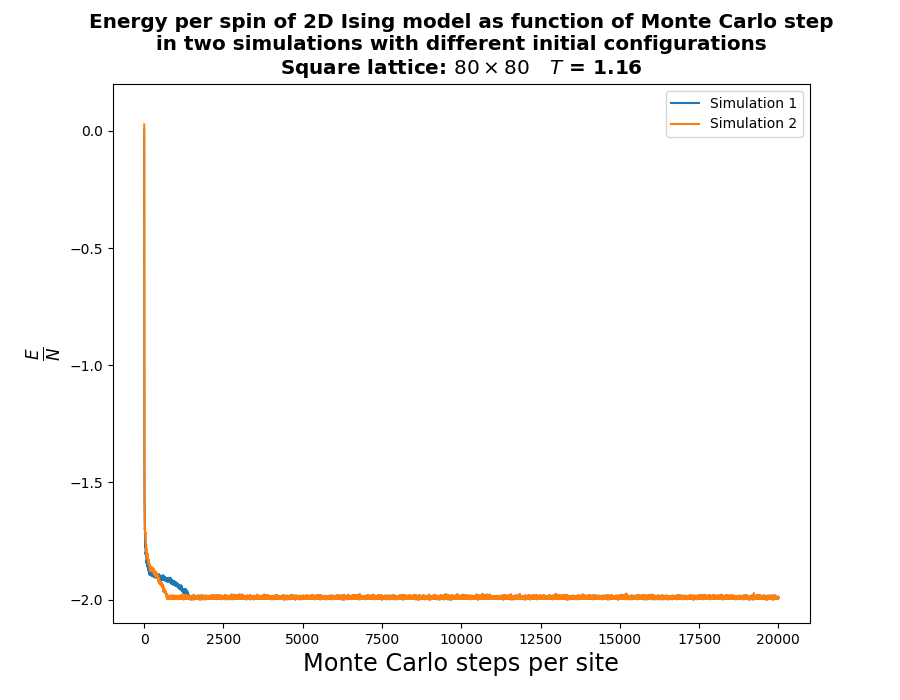 Energy per spin of 2D Ising model as function of Monte Carlo step
in two simulations with different initial configurations
Square lattice: 80 × 80 T = 1.16
Simulation 1
Simulation 2
0.0
−0.5
−1.0
−1.5
−2.0
E
N
0 2500 5000 7500 10000 12500 15000 17500 20000
Monte Carlo steps per site